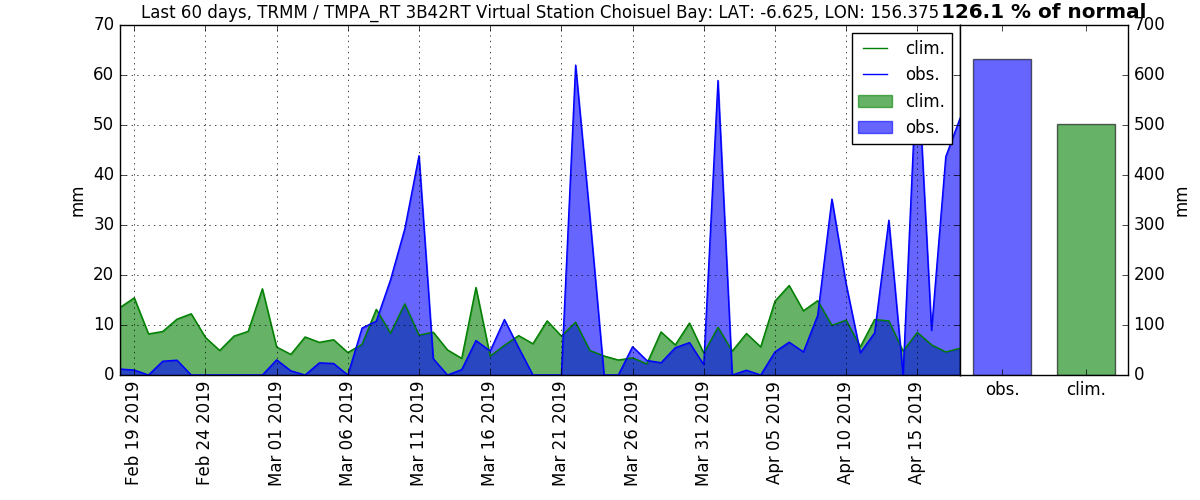 Last 60 days, TRMM / TMPA_RT 3B42RT Virtual Station Choisuel Bay: LAT: -6.625, LON: 156.375 126.1 % of normal
70 700
60 600
50 500
40 400
30 300
20 200
10 100
0 0
mm
mm
clim.
obs.
clim.
obs.
obs. clim.
Feb 19 2019
Feb 24 2019
Mar 01 2019
Mar 06 2019
Mar 11 2019
Mar 16 2019
Mar 21 2019
Mar 26 2019
Mar 31 2019
Apr 05 2019
Apr 10 2019
Apr 15 2019